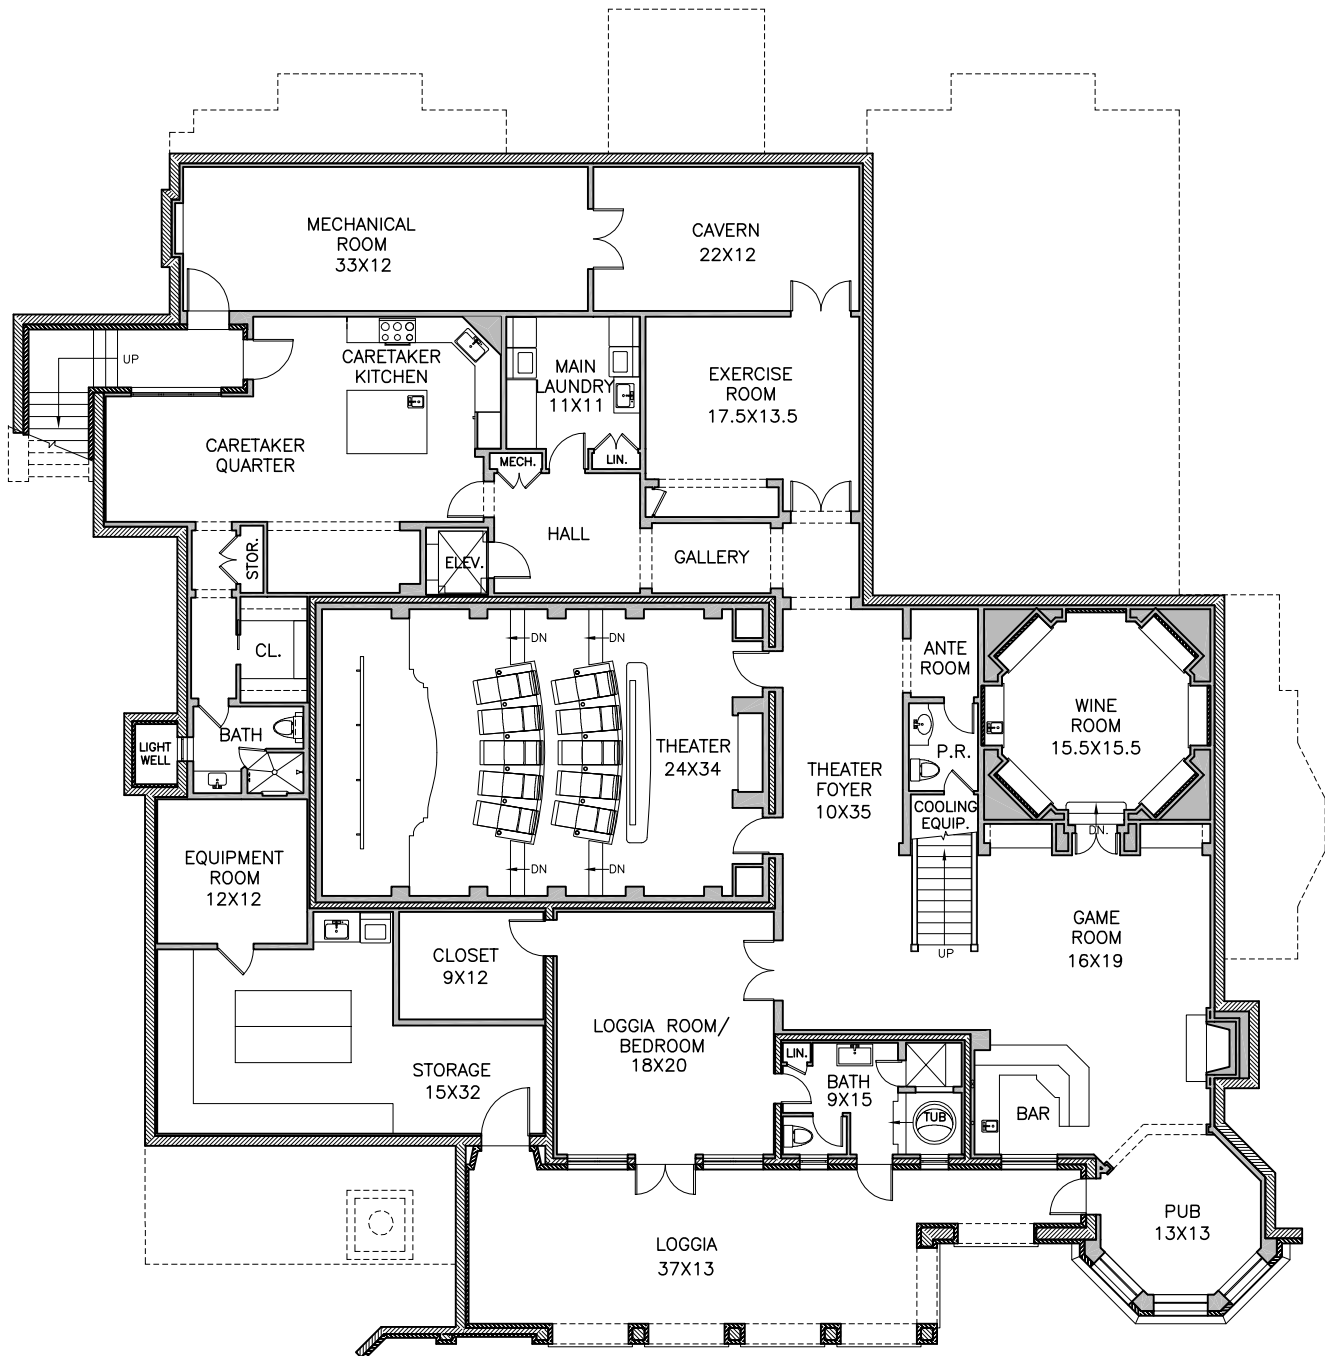 MECHANICAL
ROOM
33X12
CAVERN
22X12
UP
CARETAKER
KITCHEN
MAIN
LAUNDRY
11X11
EXERCISE
ROOM
17.5X13.5
CARETAKER
QUARTER
MECH.
LIN.
HALL
GALLERY
STOR.
ELEV.
CL.
DN
DN
ANTE
ROOM
BATH
LIGHT
WELL
THEATER
24X34
THEATER
FOYER
10X35
P.R.
WINE
ROOM
15.5X15.5
COOLING
EQUIP.
DN.
EQUIPMENT
ROOM
12X12
DN
DN
UP
GAME
ROOM
16X19
CLOSET
9X12
LOGGIA ROOM/
BEDROOM
18X20
STORAGE
15X32
LIN.
BATH
9X15
TUB
BAR
LOGGIA
37X13
PUB
13X13